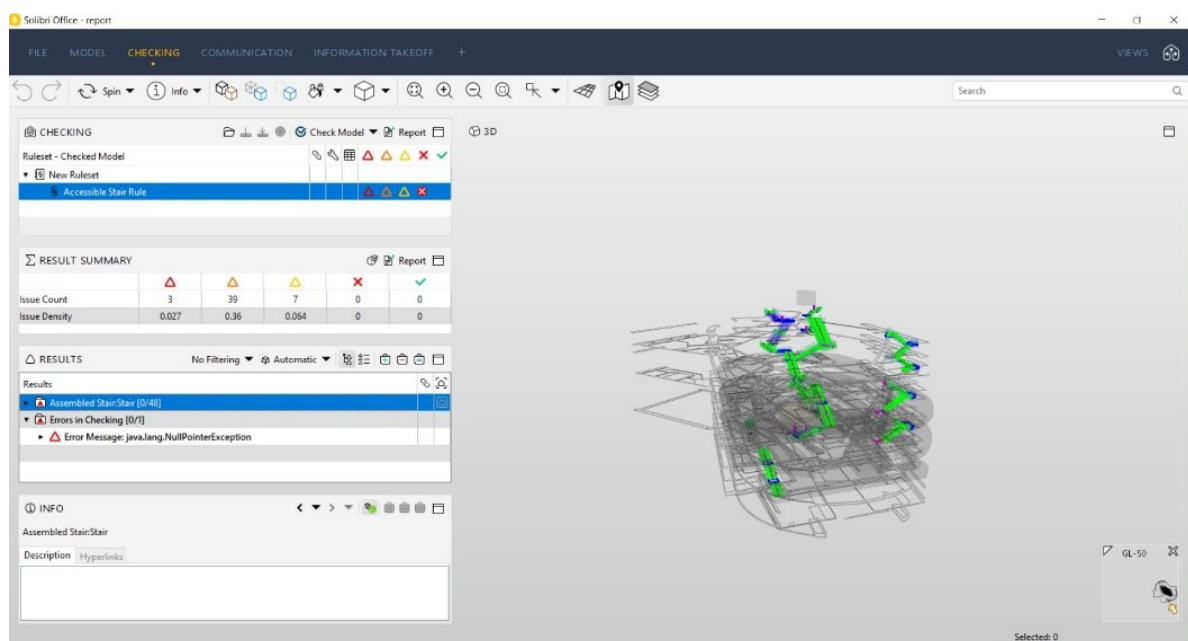 Solibri Office - report
FILE MODEL CHECKING COMMUNICATION INFORMATION TAKEOFF + VIEWS
Spin Info Search
CHECKING Check Model Report 3D
Ruleset - Checked Model
New Ruleset
§ Accessible Stair Rule
∑ RESULT SUMMARY Report
Issue Count 3 39 7 0 0
Issue Density 0.027 0.36 0.064 0 0
RESULTS No Filtering Automatic
Results
Assembled Stair:Stair [0/48]
Errors in Checking [0/1]
Error Message: java.lang.NullPointerException
INFO
Assembled Stair:Stair
Description Hyperlinks
GL-50
Selected: 0